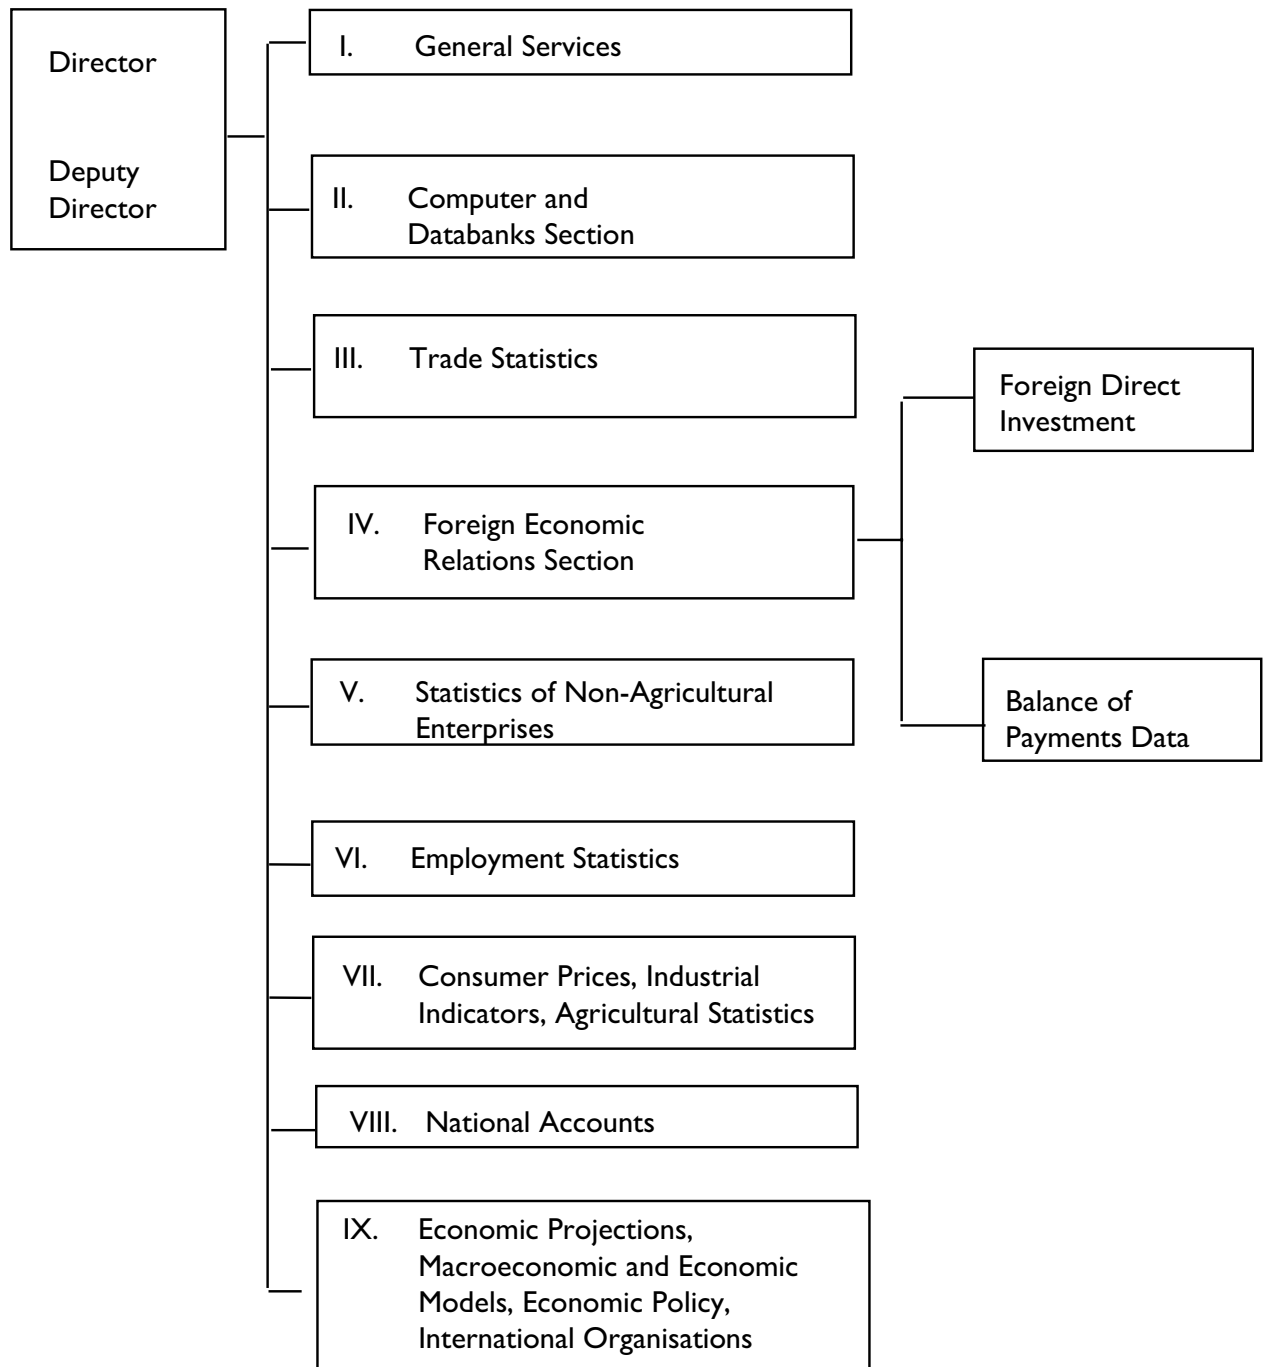 Director
Deputy
Director
I. General Services
II. Computer and
Databanks Section
III. Trade Statistics
Foreign Direct
Investment
IV. Foreign Economic
Relations Section
V. Statistics of Non-Agricultural
Enterprises
Balance of
Payments Data
VI. Employment Statistics
VII. Consumer Prices, Industrial
Indicators, Agricultural Statistics
VIII. National Accounts
IX. Economic Projections,
Macroeconomic and Economic
Models, Economic Policy,
International Organisations